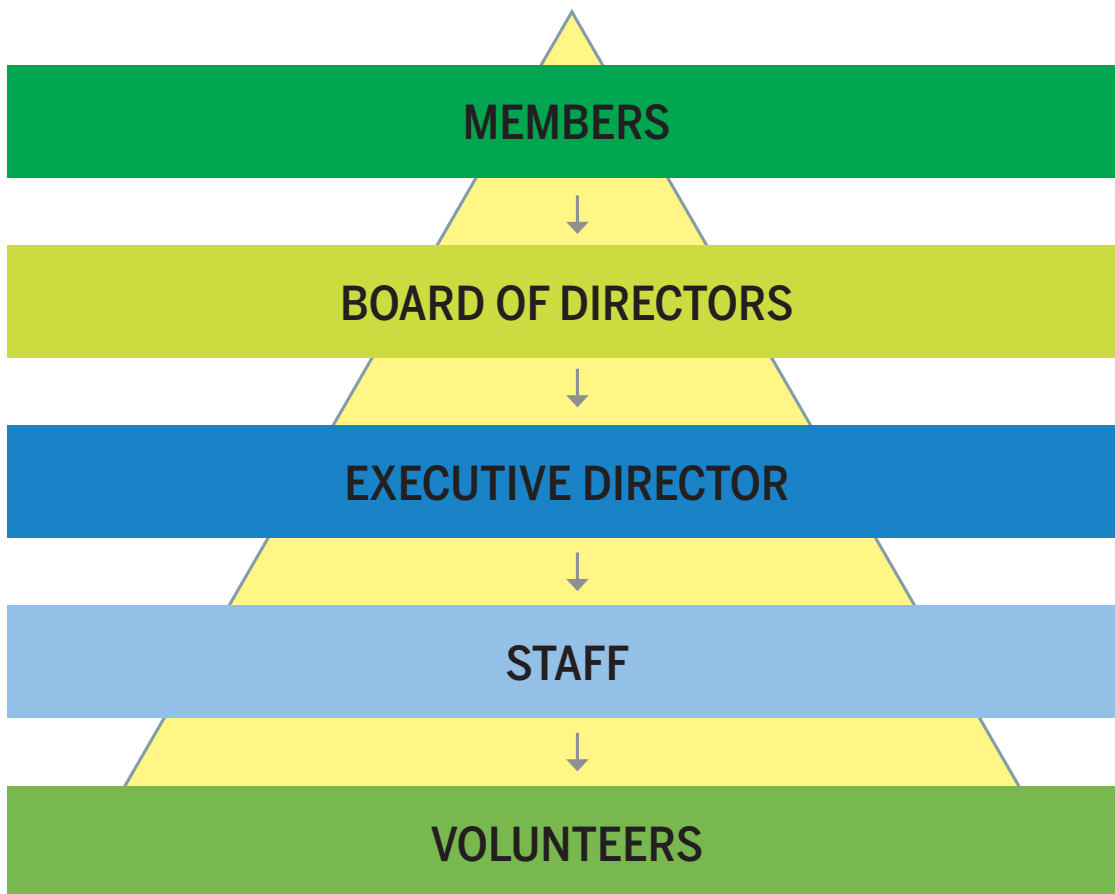 MEMBERS
BOARD OF DIRECTORS
EXECUTIVE DIRECTOR
STAFF
VOLUNTEERS